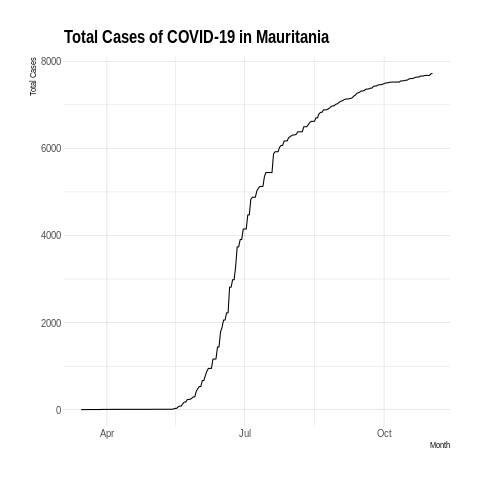 Total Cases of COVID-19 in Mauritania
Total Cases
8000
6000
4000
2000
0
Apr Jul Oct
Month